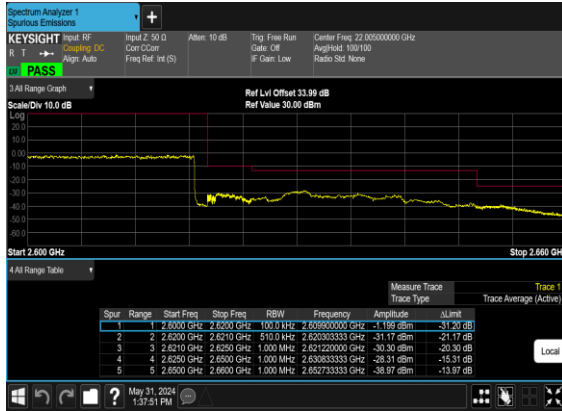 Spectrum Analyzer 1
Spurious Emissions
+
KEYSIGHT Input: RF Input Z: 50 Ω Atten: 10 dB Trig: Free Run Center Freq: 22.005000000 GHz
R T Coupling: DC Corr CCorr Gate: Off Avg|Hold: 100/100
Align: Auto Freq Ref: Int (S) IF Gain: Low Radio Std: None
PASS
3 All Range Graph
Ref Lvl Offset 33.99 dB
Scale/Div 10.0 dB Ref Value 30.00 dBm
Log
20.0
10.0
0.00
-10.0
-20.0
-30.0
-40.0
-50.0
-60.0
Start 2.600 GHz Stop 2.660 GH
4 All Range Table
Measure Trace Trace 1
Trace Type Trace Average (Active)
Spur Range Start Freq Stop Freq RBW Frequency Amplitude ΔLimit
1 1 2.6000 GHz 2.6200 GHz 100.0 kHz 2.609900000 GHz -1.199 dBm -31.20 dB
2 2 2.6200 GHz 2.6210 GHz 510.0 kHz 2.620303333 GHz -31.17 dBm -21.17 dB
3 3 2.6210 GHz 2.6250 GHz 1.000 MHz 2.621220000 GHz -30.30 dBm -20.30 dB
4 4 2.6250 GHz 2.6500 GHz 1.000 MHz 2.630833333 GHz -28.31 dBm -15.31 dB
5 5 2.6500 GHz 2.6600 GHz 1.000 MHz 2.652733333 GHz -38.97 dBm -13.97 dB
Local
? May 31, 2024
1:37:51 PM